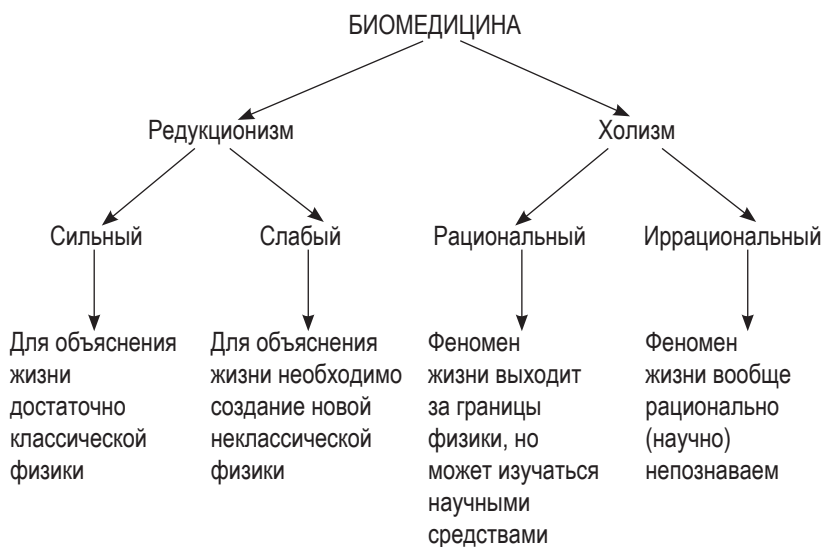 БИОМЕДИЦИНА
Редукционизм
Холизм
Сильный
Слабый
Рациональный
Иррациональный
Для объяснения
жизни
достаточно
классической
физики
Для объяснения
жизни необходимо
создание новой
неклассической
физики
Феномен
жизни выходит
за границы
физики, но
может изучаться
научными
средствами
Феномен
жизни вообще
рационально
(научно)
непознаваем